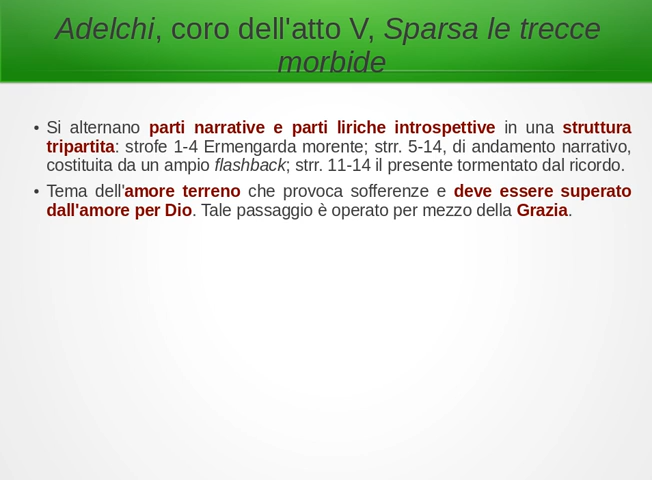 Adelchi, coro dell'atto V, Sparsa le trecce
morbide
• Si alternano parti narrative e parti liriche introspettive in una struttura
tripartita: strofe 1-4 Ermengarda morente; strr. 5-14, di andamento narrativo,
costituita da un ampio flashback; strr. 11-14 il presente tormentato dal ricordo.
• Tema dell'amore terreno che provoca sofferenze e deve essere superato
dall'amore per Dio. Tale passaggio è operato per mezzo della Grazia.